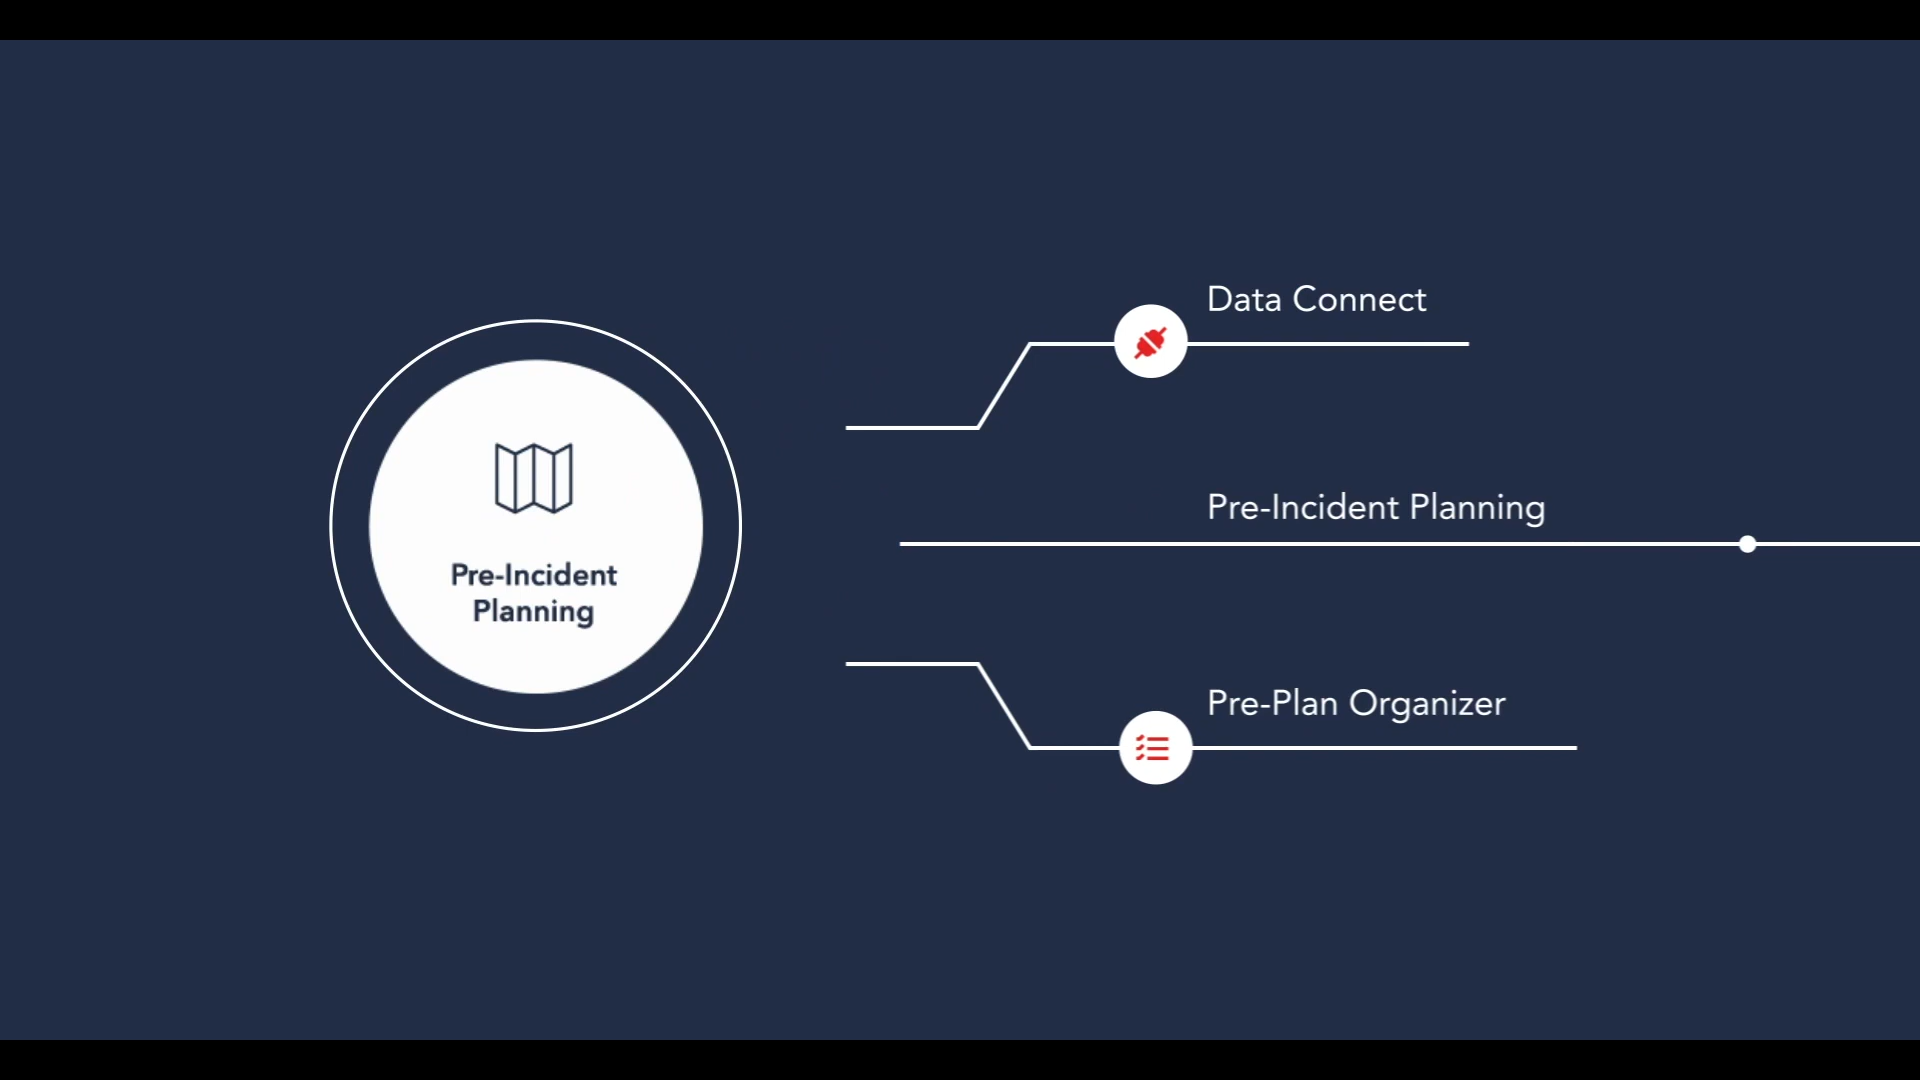 Pre-Incident
Planning
Data Connect
Pre-Incident Planning
Pre-Plan Organizer